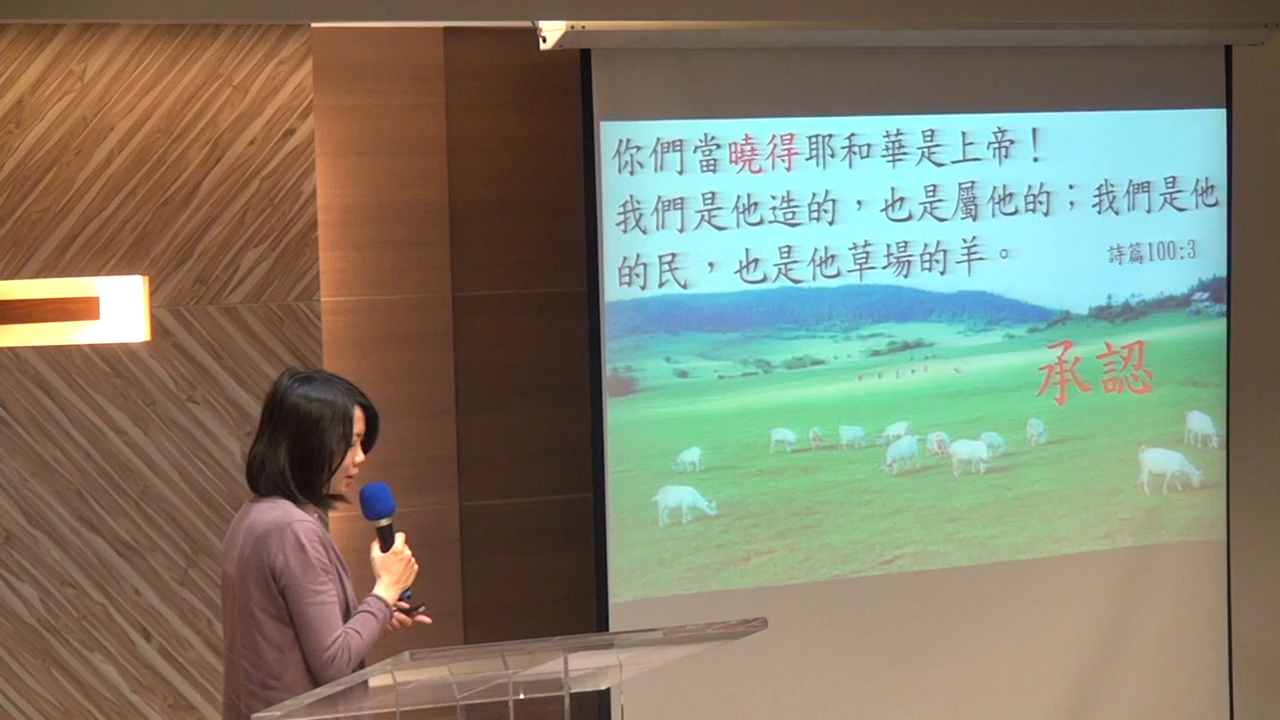 你們當曉得耶和華是上帝！
我們是他造的，也是屬他的；我們是他
的民，也是他草場的羊。
詩篇100:3
承認